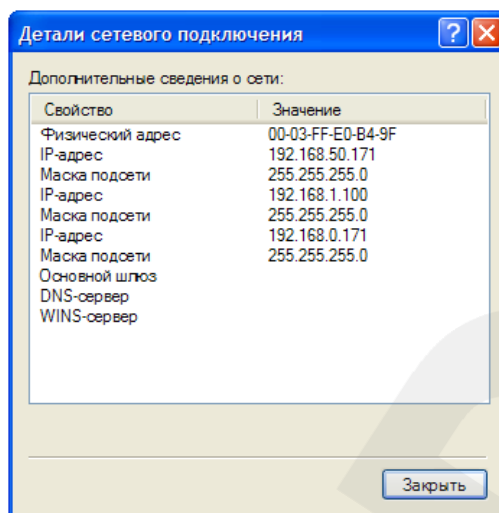 Детали сетевого подключения
Дополнительные сведения о сети:
Свойство Значение
Физический адрес 00-03-FF-E0-B4-9F
IP-адрес 192.168.50.171
Маска подсети 255.255.255.0
IP-адрес 192.168.1.100
Маска подсети 255.255.255.0
IP-адрес 192.168.0.171
Маска подсети 255.255.255.0
Основной шлюз
DNS-сервер
WINS-сервер
Закрыть